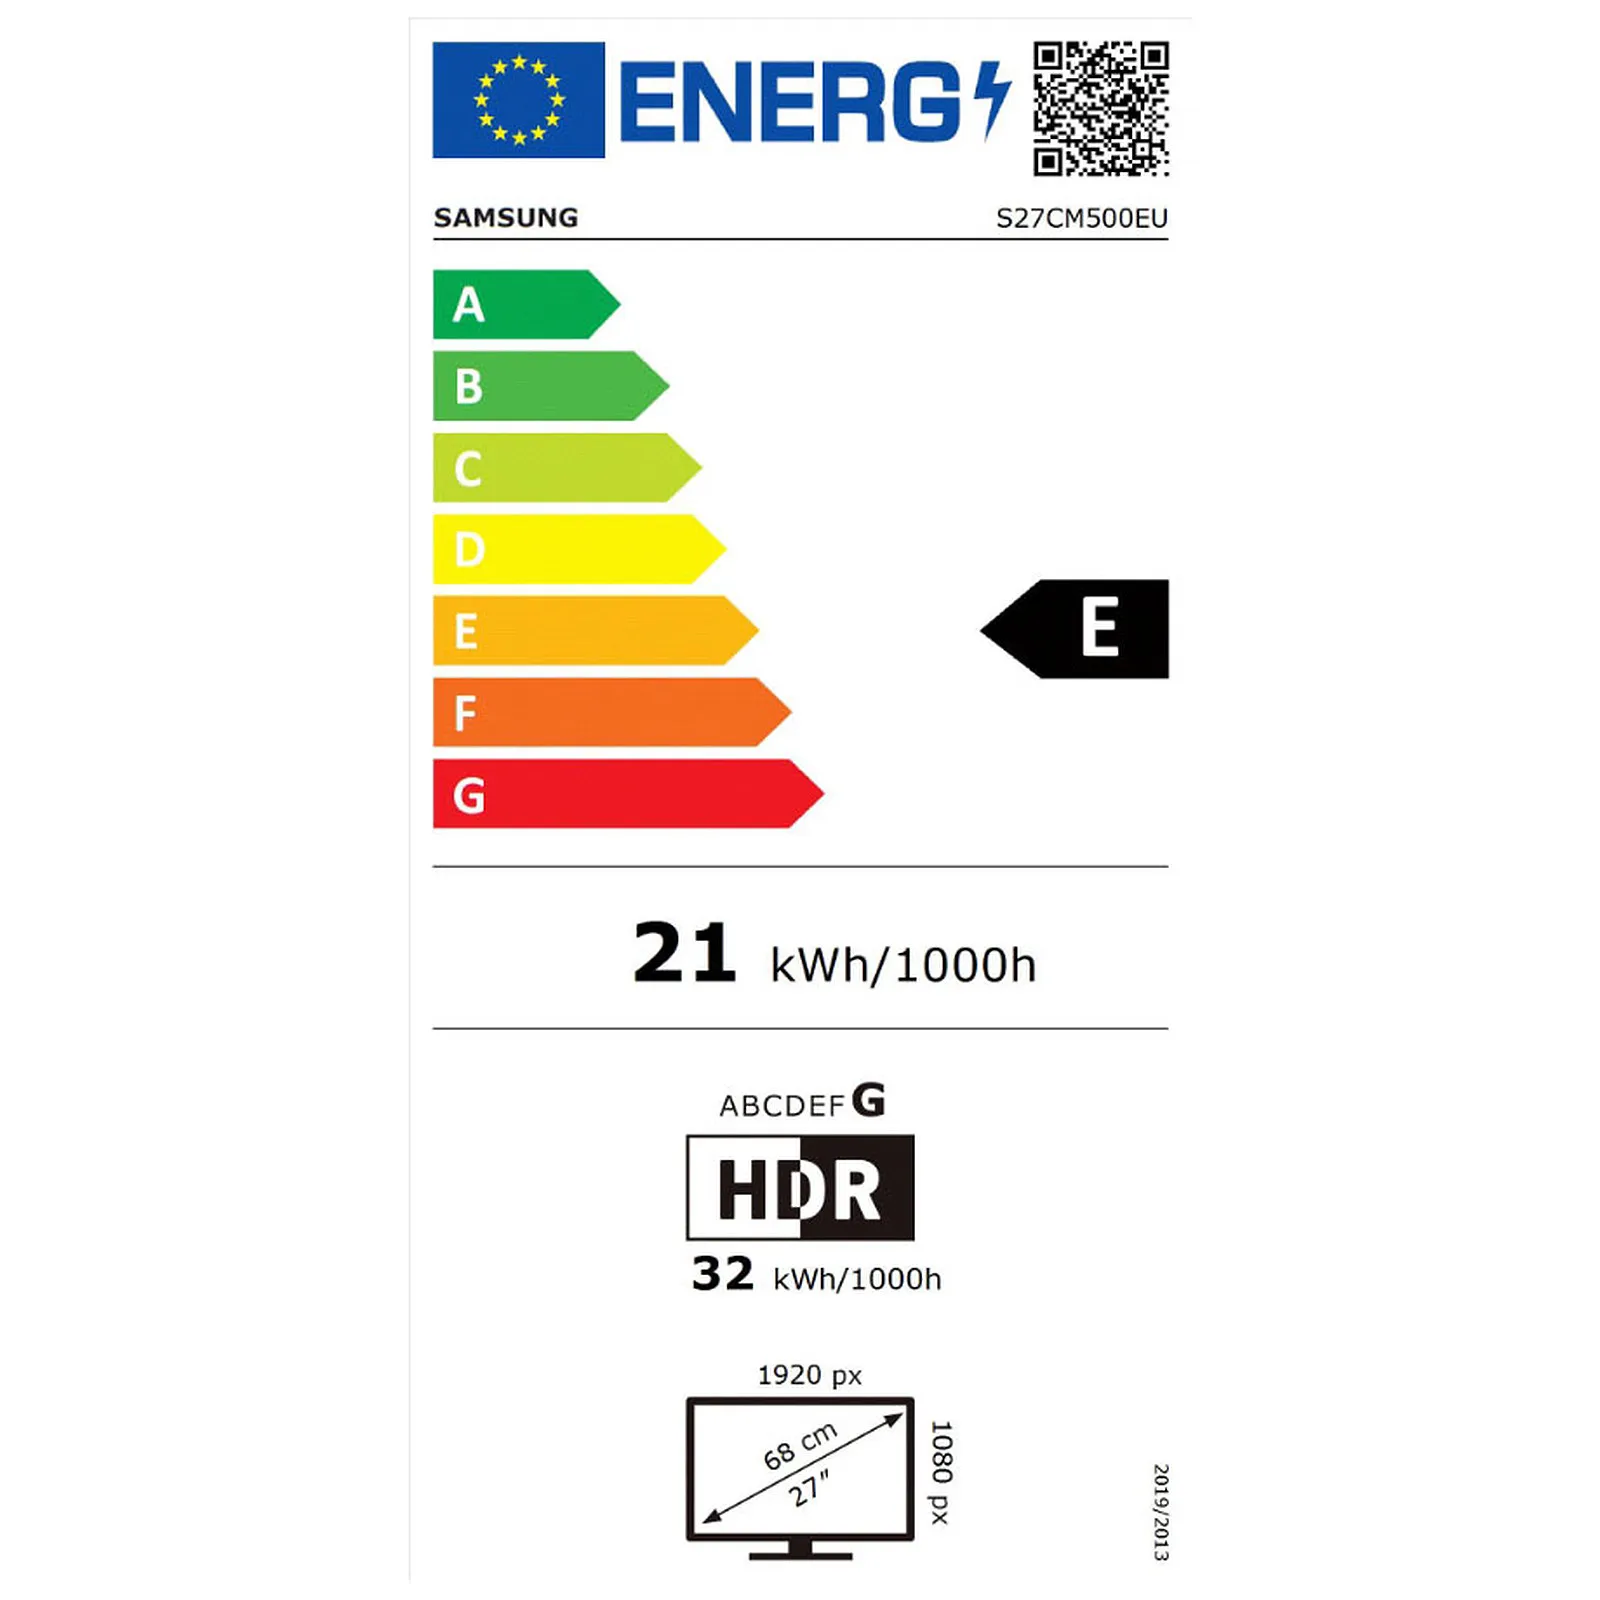 ENERG
SAMSUNG
S27CM500EU
A
B
C
D
E
E
F
G
21 kWh/1000h
ABCDEFG
HDR
32 kWh/1000h
1920 px
68 cm
27"
1080 px
2019/2013